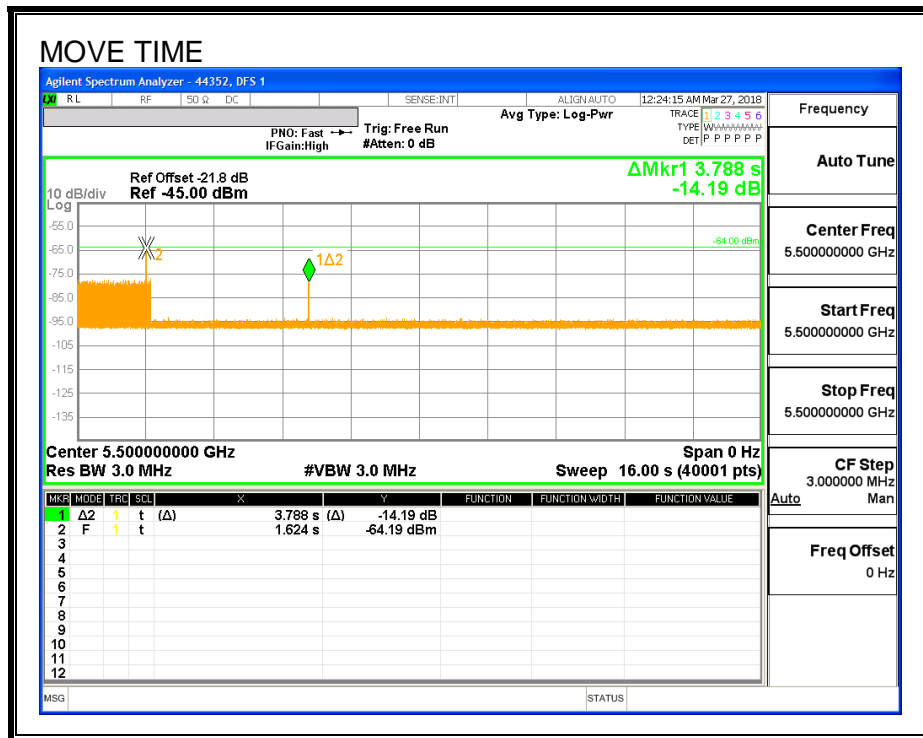 MOVE TIME
Agilent Spectrum Analyzer - 44352, DFS 1
LXI RL RF 50 Ω DC SENSE:INT ALIGN AUTO 12:24:15 AM Mar 27, 2018
PNO: Fast
IFGain:High
Trig: Free Run
#Atten: 0 dB
Avg Type: Log-Pwr
TRACE 1 2 3 4 5 6
TYPE WWWWWW
DET P P P P P P
Ref Offset -21.8 dB
10 dB/div Ref -45.00 dBm
Log
ΔMkr1 3.788 s
-14.19 dB
-55.0
-65.0
-75.0
-85.0
-95.0
-105
-115
-125
-135
2
1Δ2
-64.00 dBm
Center 5.500000000 GHz Span 0 Hz
Res BW 3.0 MHz #VBW 3.0 MHz Sweep 16.00 s (40001 pts)
MKR MODE TRC SCL X Y FUNCTION FUNCTION WIDTH FUNCTION VALUE
1 Δ2 1 t (Δ) 3.788 s (Δ) -14.19 dB
2 F 1 t 1.624 s -64.19 dBm
3
4
5
6
7
8
9
10
11
12
MSG STATUS
Frequency
Auto Tune
Center Freq
5.500000000 GHz
Start Freq
5.500000000 GHz
Stop Freq
5.500000000 GHz
CF Step
3.000000 MHz
Auto Man
Freq Offset
0 Hz